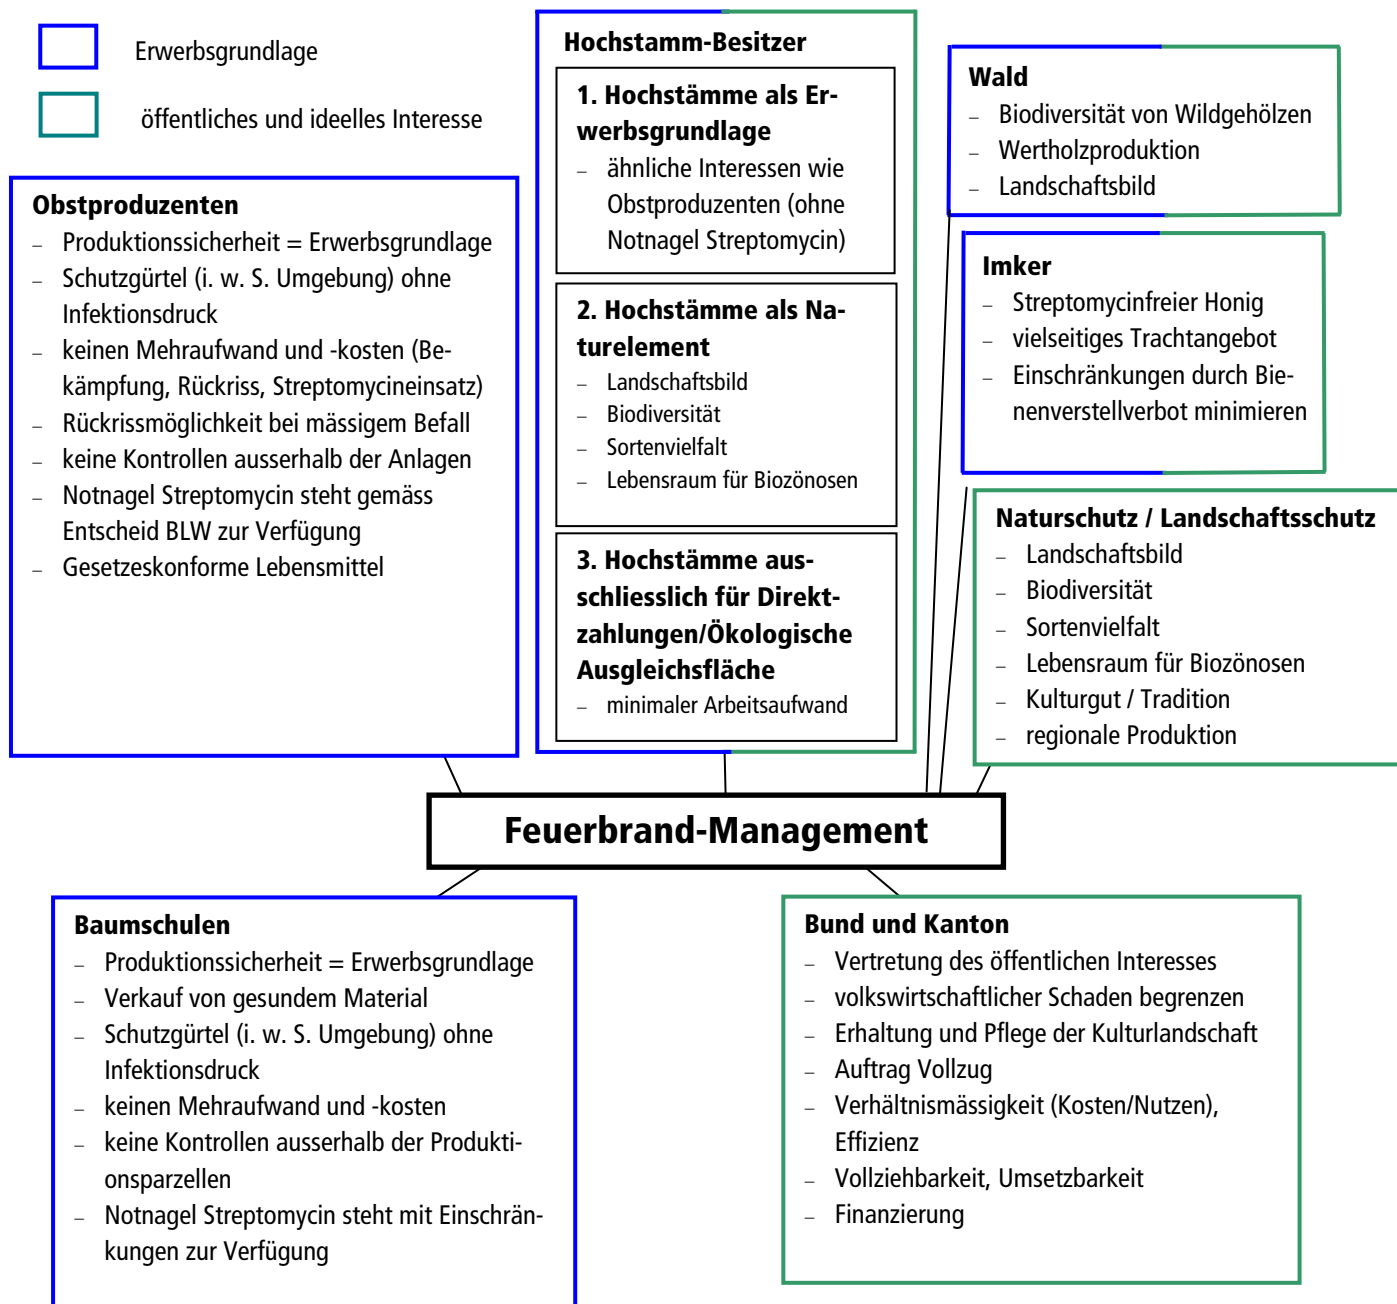 Erwerbsgrundlage
öffentliches und ideelles Interesse
Obstproduzenten
– Produktionssicherheit = Erwerbsgrundlage
– Schutzgürtel (i. w. S. Umgebung) ohne
Infektionsdruck
– keinen Mehraufwand und -kosten (Be-
kämpfung, Rückriss, Streptomycineinsatz)
– Rückrissmöglichkeit bei mässigem Befall
– keine Kontrollen ausserhalb der Anlagen
– Notnagel Streptomycin steht gemäss
Entscheid BLW zur Verfügung
– Gesetzeskonforme Lebensmittel
Hochstamm-Besitzer
1. Hochstämme als Er-
werbsgrundlage
– ähnliche Interessen wie
Obstproduzenten (ohne
Notnagel Streptomycin)
2. Hochstämme als Na-
turelement
– Landschaftsbild
– Biodiversität
– Sortenvielfalt
– Lebensraum für Biozönosen
3. Hochstämme aus-
schliesslich für Direkt-
zahlungen/Ökologische
Ausgleichsfläche
– minimaler Arbeitsaufwand
Wald
– Biodiversität von Wildgehölzen
– Wertholzproduktion
– Landschaftsbild
Imker
– Streptomycinfreier Honig
– vielseitiges Trachtangebot
– Einschränkungen durch Bie-
nenverstellverbot minimieren
Naturschutz / Landschaftsschutz
– Landschaftsbild
– Biodiversität
– Sortenvielfalt
– Lebensraum für Biozönosen
– Kulturgut / Tradition
– regionale Produktion
Feuerbrand-Management
Baumschulen
– Produktionssicherheit = Erwerbsgrundlage
– Verkauf von gesundem Material
– Schutzgürtel (i. w. S. Umgebung) ohne
Infektionsdruck
– keinen Mehraufwand und -kosten
– keine Kontrollen ausserhalb der Produkti-
onsparzellen
– Notnagel Streptomycin steht mit Einschrän-
kungen zur Verfügung
Bund und Kanton
– Vertretung des öffentlichen Interesses
– volkswirtschaftlicher Schaden begrenzen
– Erhaltung und Pflege der Kulturlandschaft
– Auftrag Vollzug
– Verhältnismässigkeit (Kosten/Nutzen),
Effizienz
– Vollziehbarkeit, Umsetzbarkeit
– Finanzierung